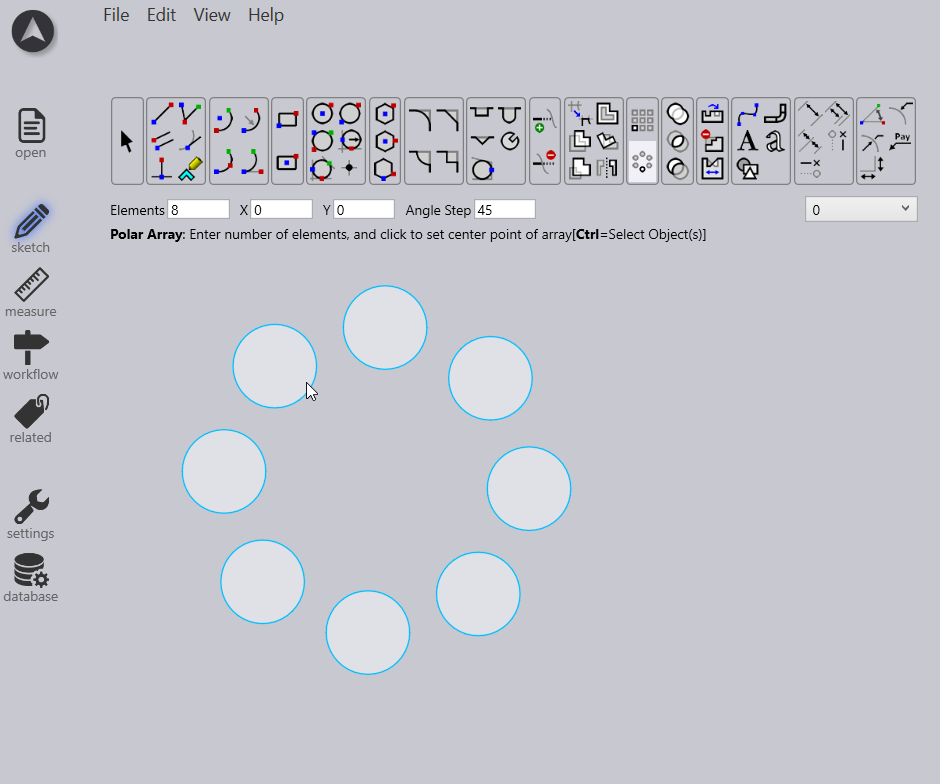 File Edit View Help
open
Pay
A a
Elements 8 X 0 Y 0 Angle Step 45 0
sketch
Polar Array: Enter number of elements, and click to set center point of array[Ctrl=Select Object(s)]
measure
workflow
related
settings
database